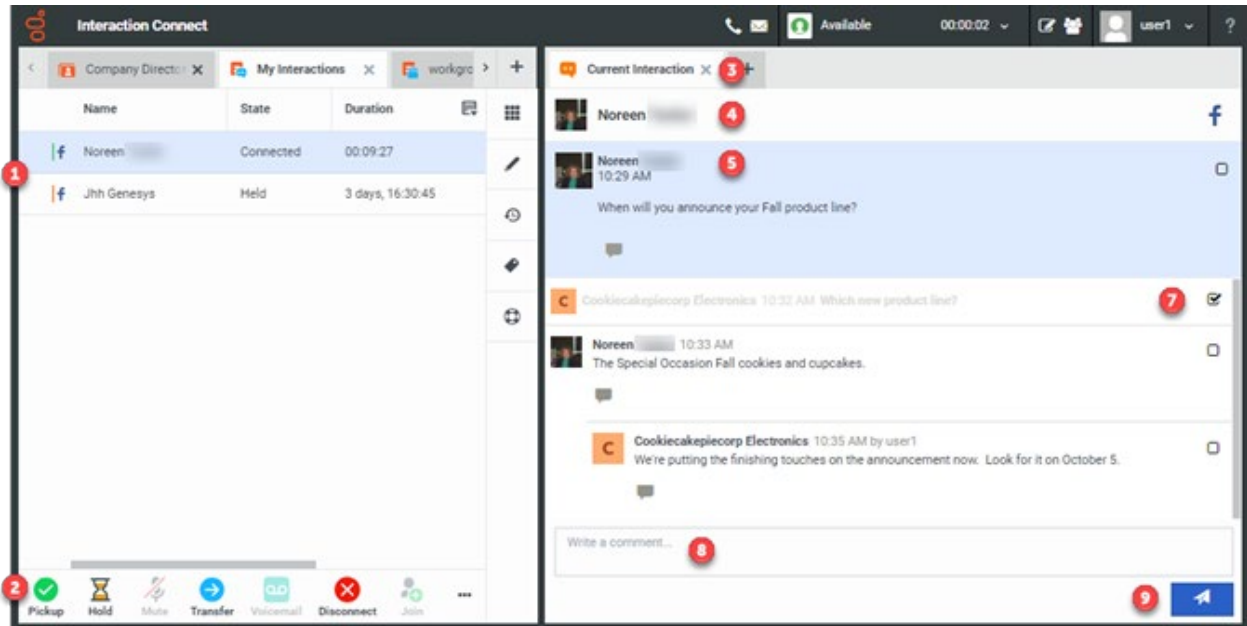 Interaction Connect
Available 00:00:02 user1 ?
Company Director My Interactions workgro
Name State Duration
1
Noreen Connected 00:09:27
Jhh Genesys Held 3 days, 16:30:45
2
Pickup Hold Mute Transfer Voicemail Disconnect Join ...
Current Interaction 3
Noreen 4
Noreen 5
10:29 AM
When will you announce your Fall product line?
C Cookiecakepiecorp Electronics 10:32 AM Which new product line? 7
Noreen 10:33 AM
The Special Occasion Fall cookies and cupcakes.
C Cookiecakepiecorp Electronics 10:35 AM by user1
We're putting the finishing touches on the announcement now. Look for it on October 5.
Write a comment... 8
9